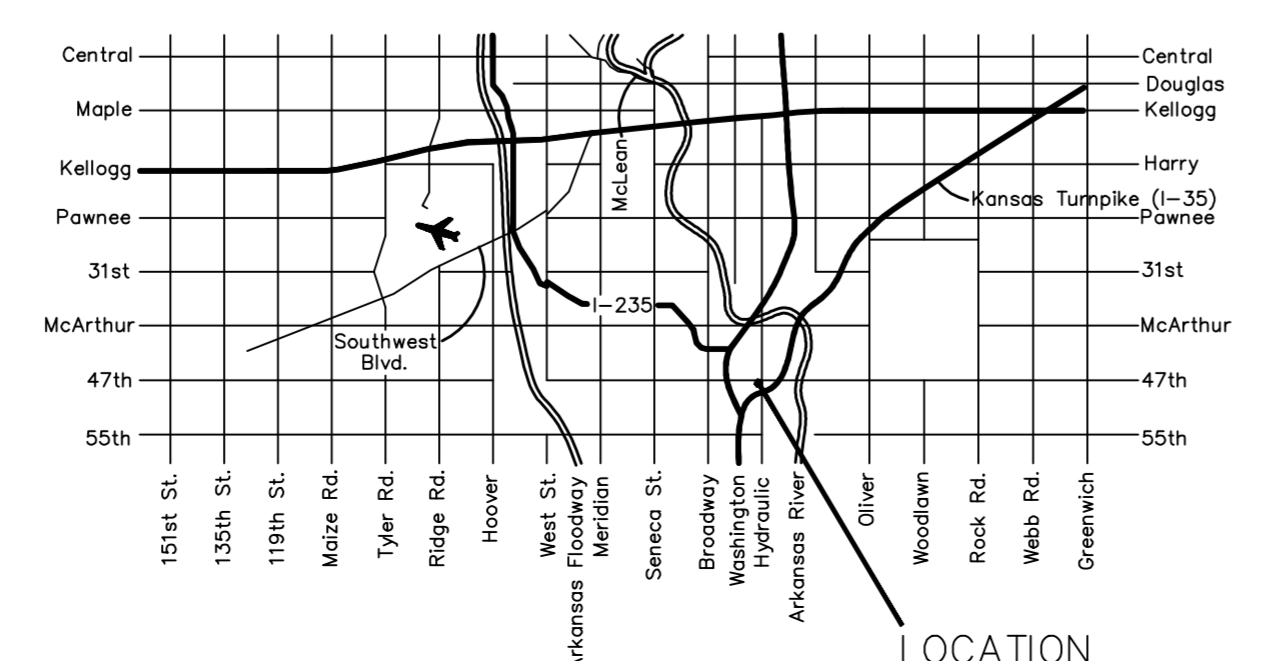 Central
Maple
Kellogg
Pawnee
31st
McArthur
47th
55th
Central
Douglas
Kellogg
Harry
Kansas Turnpike (I-35)
Pawnee
31st
McArthur
47th
55th
McLean
I-235
Southwest
Blvd.
151st St.
135th St.
119th St.
Maize Rd.
Tyler Rd.
Ridge Rd.
Hoover
West St.
Arkansas Floodway
Meridian
Seneca St.
Broadway
Washington
Hydraulic
Arkansas River
Oliver
Woodlawn
Rock Rd.
Webb Rd.
Greenwich
LOCATION